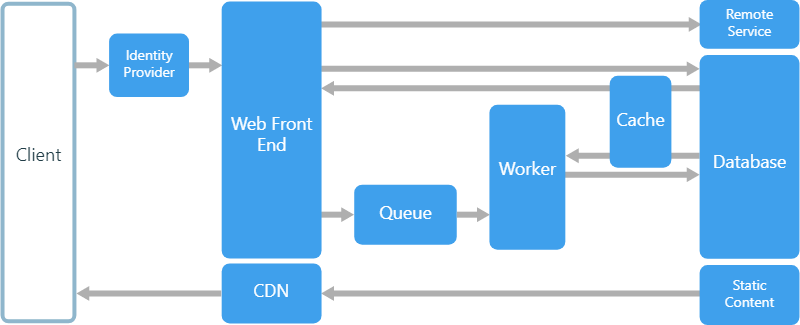 Client
Identity
Provider
Web Front
End
Remote
Service
Cache
Worker
Database
Queue
CDN
Static
Content